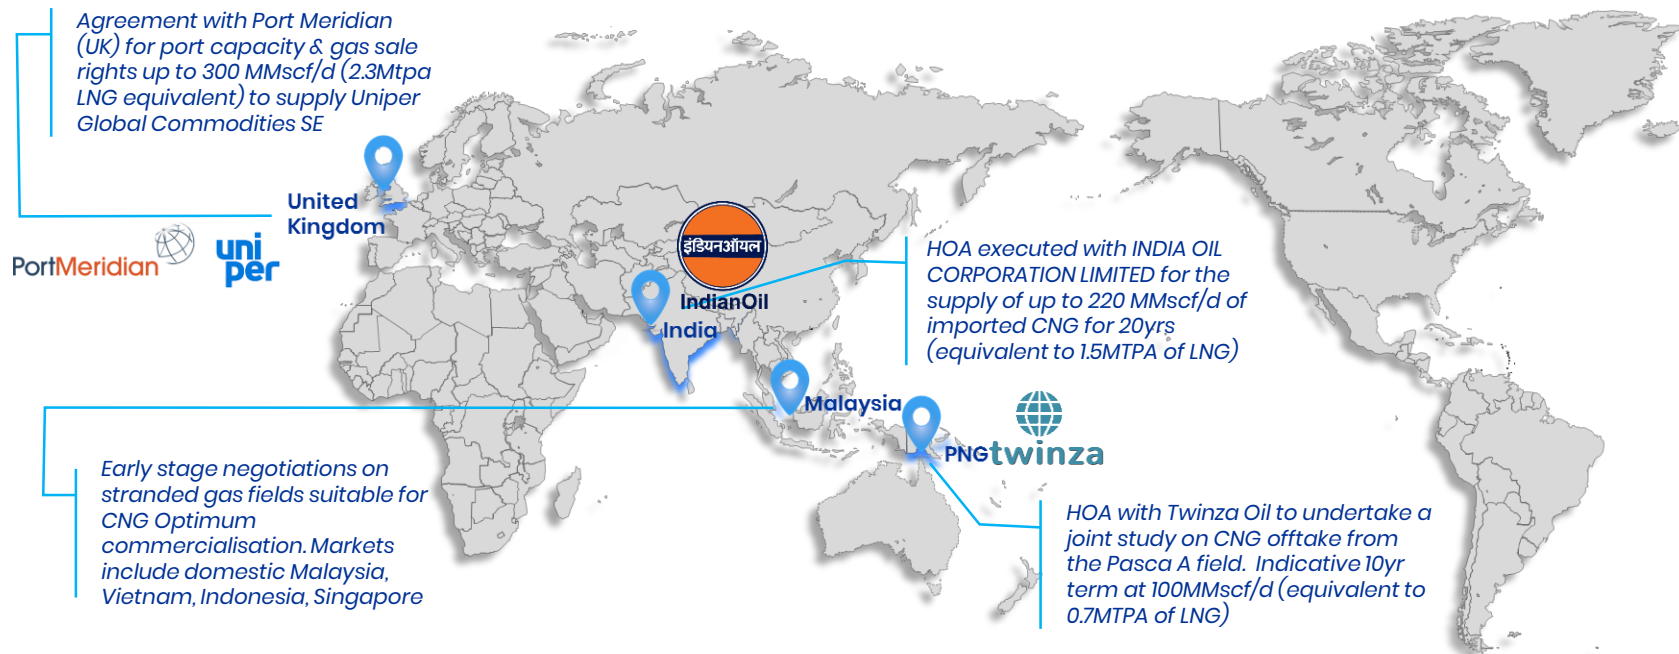 Agreement with Port Meridian
(UK) for port capacity & gas sale
rights up to 300 MMscf/d (2.3Mtpa
LNG equivalent) to supply Uniper
Global Commodities SE
United
Kingdom
PortMeridian
uni
per
इंडियनऑयल
IndianOil
India
HOA executed with INDIA OIL
CORPORATION LIMITED for the
supply of up to 220 MMscf/d of
imported CNG for 20yrs
(equivalent to 1.5MTPA of LNG)
Malaysia
PNG
twinza
Early stage negotiations on
stranded gas fields suitable for
CNG Optimum
commercialisation. Markets
include domestic Malaysia,
Vietnam, Indonesia, Singapore
HOA with Twinza Oil to undertake a
joint study on CNG offtake from
the Pasca A field. Indicative 10yr
term at 100MMscf/d (equivalent to
0.7MTPA of LNG)